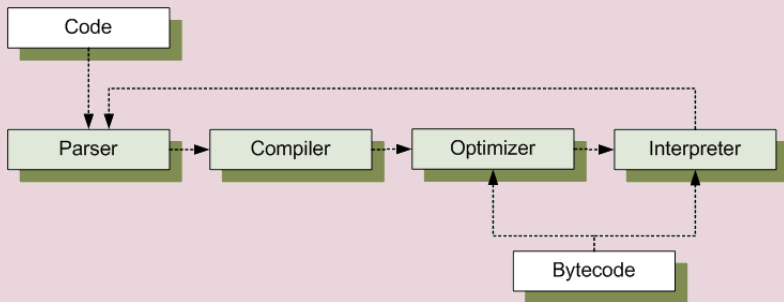 Code
Parser
Compiler
Optimizer
Interpreter
Bytecode